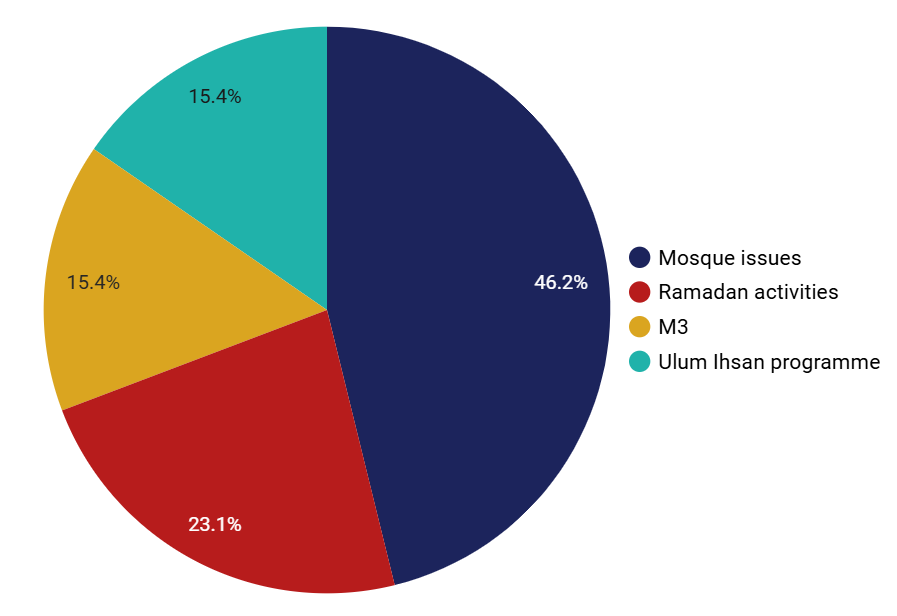 15.4%
15.4%
46.2%
23.1%
Mosque issues
Ramadan activities
M3
Ulum Ihsan programme